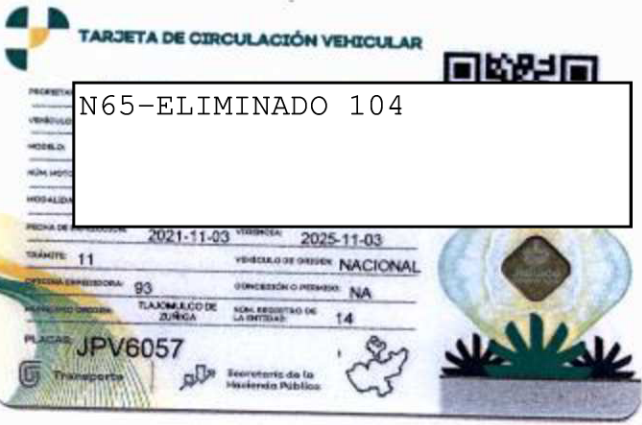 TARJETA DE CIRCULACIÓN VEHICULAR
N65-ELIMINADO 104
MODELO:
2021-11-03 VIGENCIA: 2025-11-03
TRÁMITE: 11 VEHÍCULO DE ORIGEN: NACIONAL
OFICINA EXPEDIDORA: 93 CONCESIÓN O PERMISO: NA
TLAJOMULCO DE ZUÑIGA
NÚM. REGISTRO DE LA ENTIDAD: 14
PLACAS: JPV6057
Transporte
Secretaría de la
Hacienda Pública